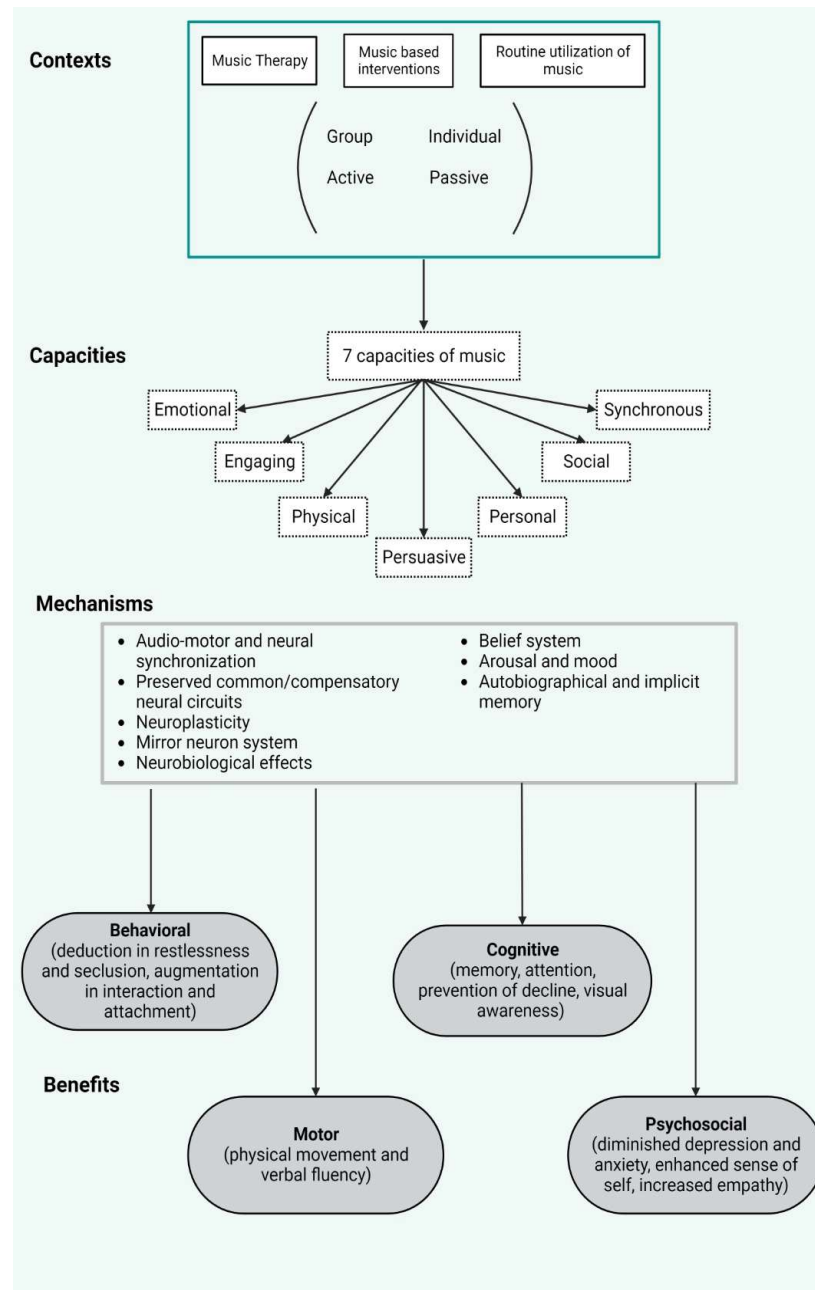 Contexts
Music Therapy
Music based
interventions
Routine utilization of
music
Group
Individual
Active
Passive
Capacities
7 capacities of music
Emotional
Synchronous
Engaging
Social
Physical
Personal
Persuasive
Mechanisms
• Audio-motor and neural
synchronization
• Preserved common/compensatory
neural circuits
• Neuroplasticity
• Mirror neuron system
• Neurobiological effects
• Belief system
• Arousal and mood
• Autobiographical and implicit
memory
Behavioral
(deduction in restlessness
and seclusion, augmentation
in interaction and
attachment)
Cognitive
(memory, attention,
prevention of decline, visual
awareness)
Benefits
Motor
(physical movement and
verbal fluency)
Psychosocial
(diminished depression and
anxiety, enhanced sense of
self, increased empathy)